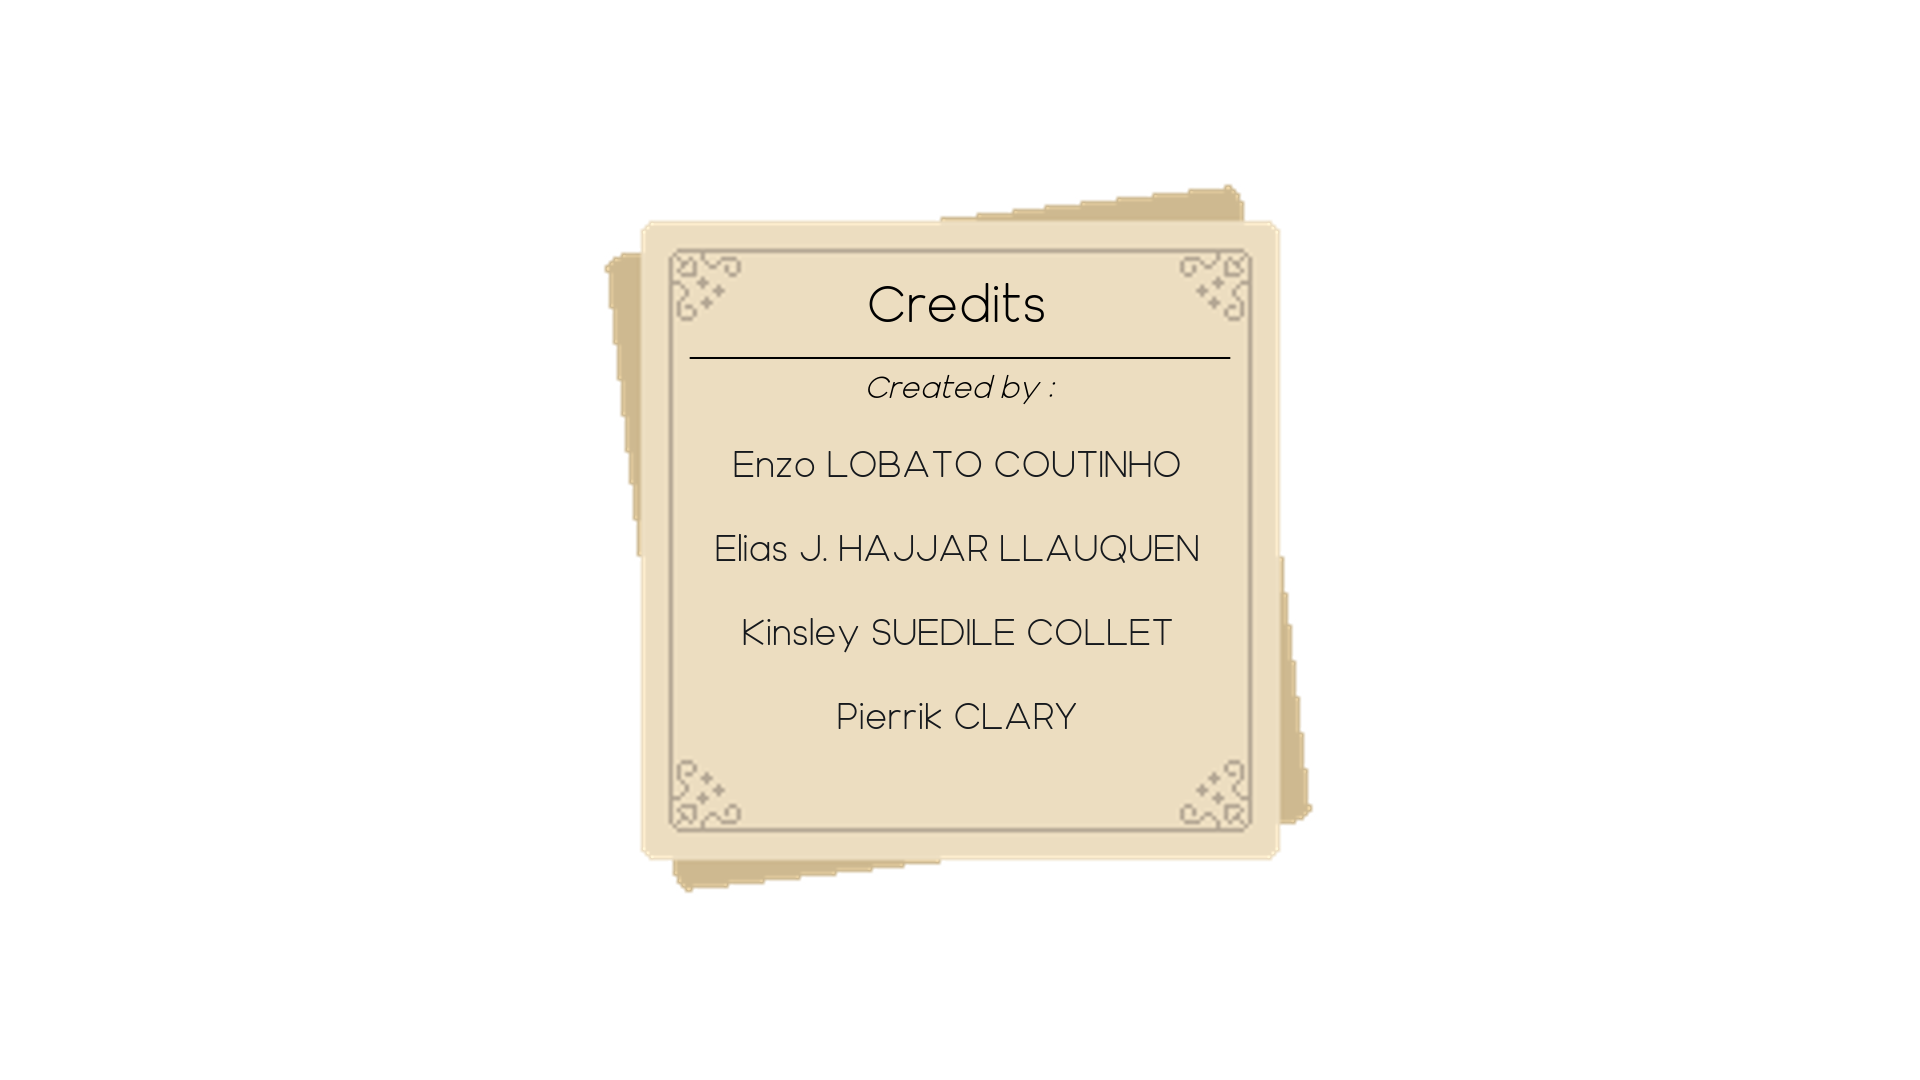 Credits
Created by :
Enzo LOBATO COUTINHO
Elias J. HAJJAR LLAUQUEN
Kinsley SUEDILE COLLET
Pierrik CLARY